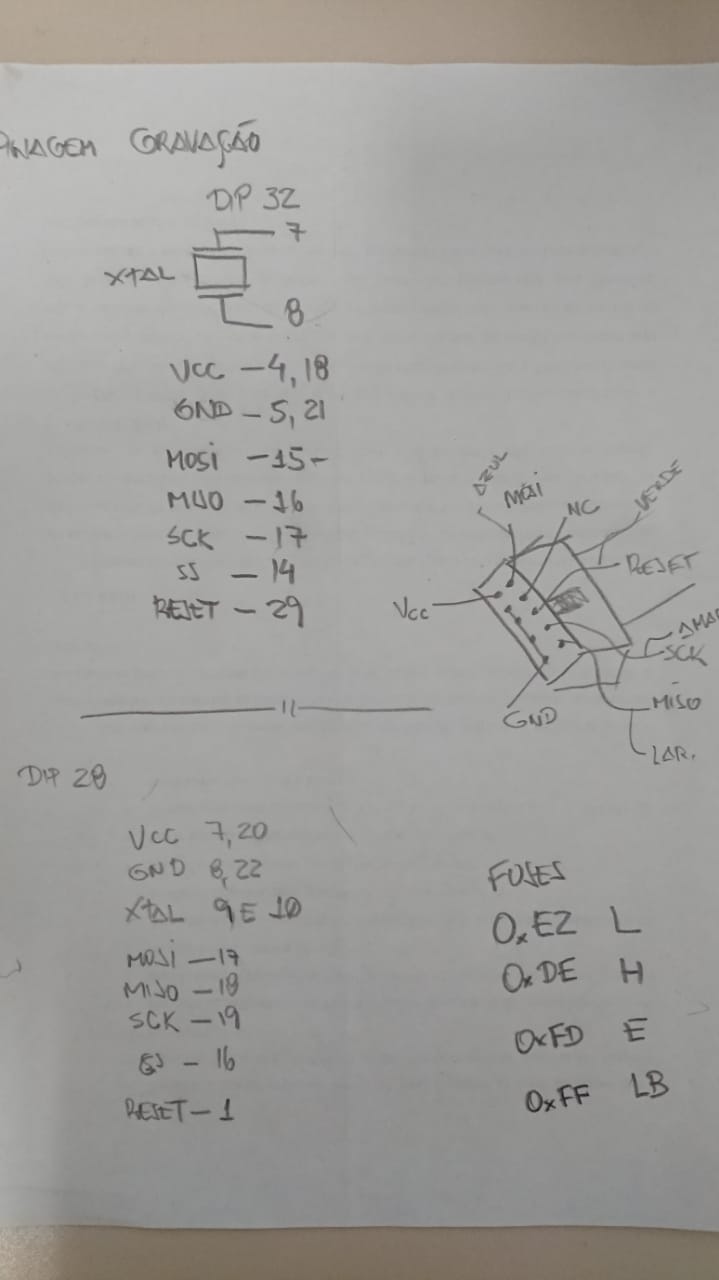 PINAGEM GRAVAÇÃO
DIP 32
7
XTAL
8
VCC - 4, 18
GND - 5, 21
MOSI - 15 -
MISO - 16
SCK - 17
SS - 14
RESET - 29
AZUL
MOSI
NC
VERDE
RESET
VCC
SCK
MISO
GND
LAR.
11
DIP 28
VCC 7, 20
GND 8, 22
XTAL 9 E 10
MOSI - 17
MISO - 18
SCK - 19
SS - 16
RESET - 1
FUSES
0xE2 L
0xDE H
0xFD E
0xFF LB